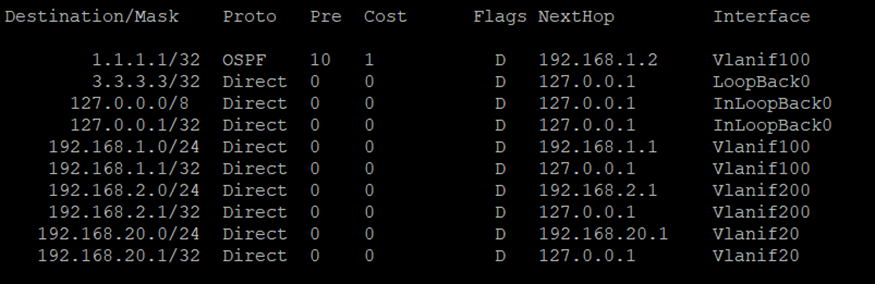 Destination/Mask    Proto   Pre  Cost      Flags NextHop         Interface
1.1.1.1/32  OSPF    10   1           D   192.168.1.2     Vlanif100
3.3.3.3/32  Direct  0    0           D   127.0.0.1       LoopBack0
127.0.0.0/8   Direct  0    0           D   127.0.0.1       InLoopBack0
127.0.0.1/32  Direct  0    0           D   127.0.0.1       InLoopBack0
192.168.1.0/24  Direct  0    0           D   192.168.1.1     Vlanif100
192.168.1.1/32  Direct  0    0           D   127.0.0.1       Vlanif100
192.168.2.0/24  Direct  0    0           D   192.168.2.1     Vlanif200
192.168.2.1/32  Direct  0    0           D   127.0.0.1       Vlanif200
192.168.20.0/24  Direct  0    0           D   192.168.20.1    Vlanif20
192.168.20.1/32  Direct  0    0           D   127.0.0.1       Vlanif20